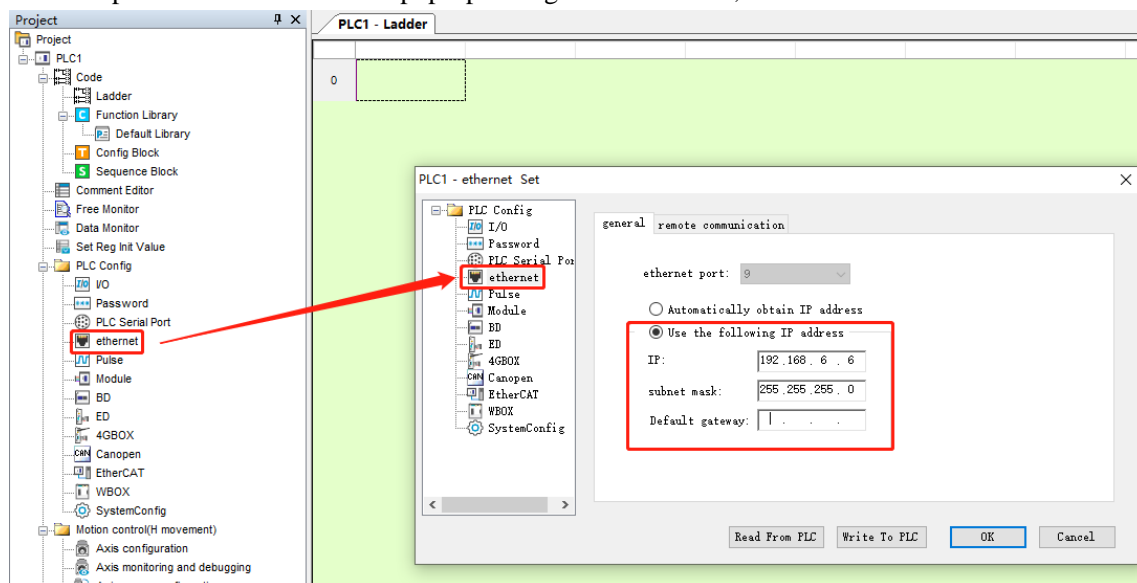 Project
PLC1 - Ladder
Project
PLC1
Code
Ladder
Function Library
Default Library
Config Block
Sequence Block
Comment Editor
Free Monitor
Data Monitor
Set Reg Init Value
PLC Config
I/O
Password
PLC Serial Port
ethernet
Pulse
Module
BD
ED
4GBOX
Canopen
EtherCAT
WBOX
SystemConfig
Motion control(H movement)
Axis configuration
Axis monitoring and debugging
0
PLC1 - ethernet Set
PLC Config
I/O
Password
PLC Serial Por
ethernet
Pulse
Module
BD
ED
4GBOX
Canopen
EtherCAT
WBOX
SystemConfig
general remote communication
ethernet port: 9
Automatically obtain IP address
Use the following IP address
IP: 192 .168 . 6 . 6
subnet mask: 255 .255 .255 . 0
Default gateway: . . .
Read From PLC Write To PLC OK Cancel